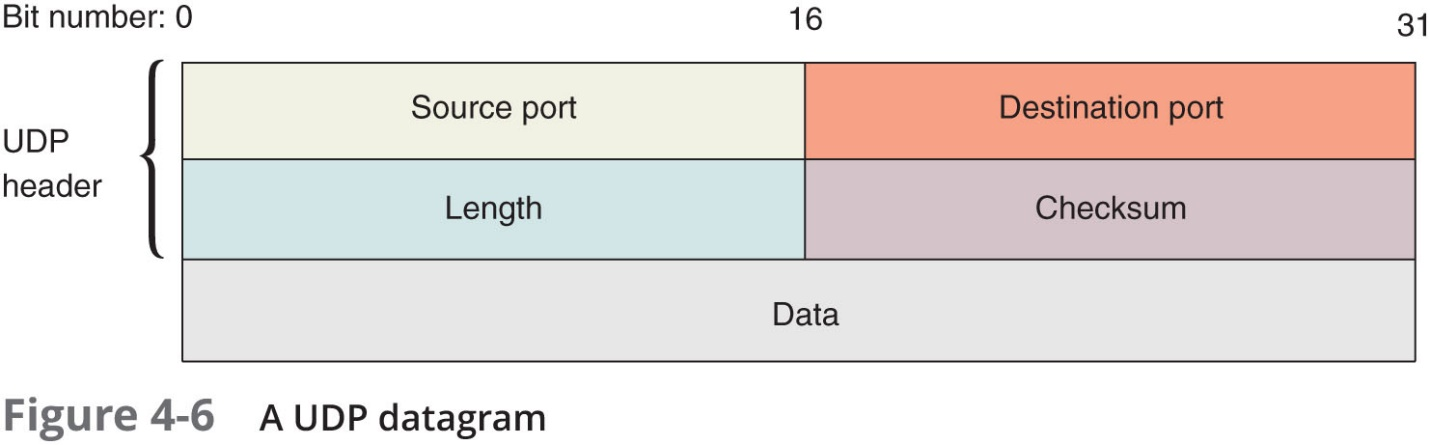 Bit number: 0 16 31
Source port Destination port
UDP
header
Length Checksum
Data
Figure 4-6 A UDP datagram